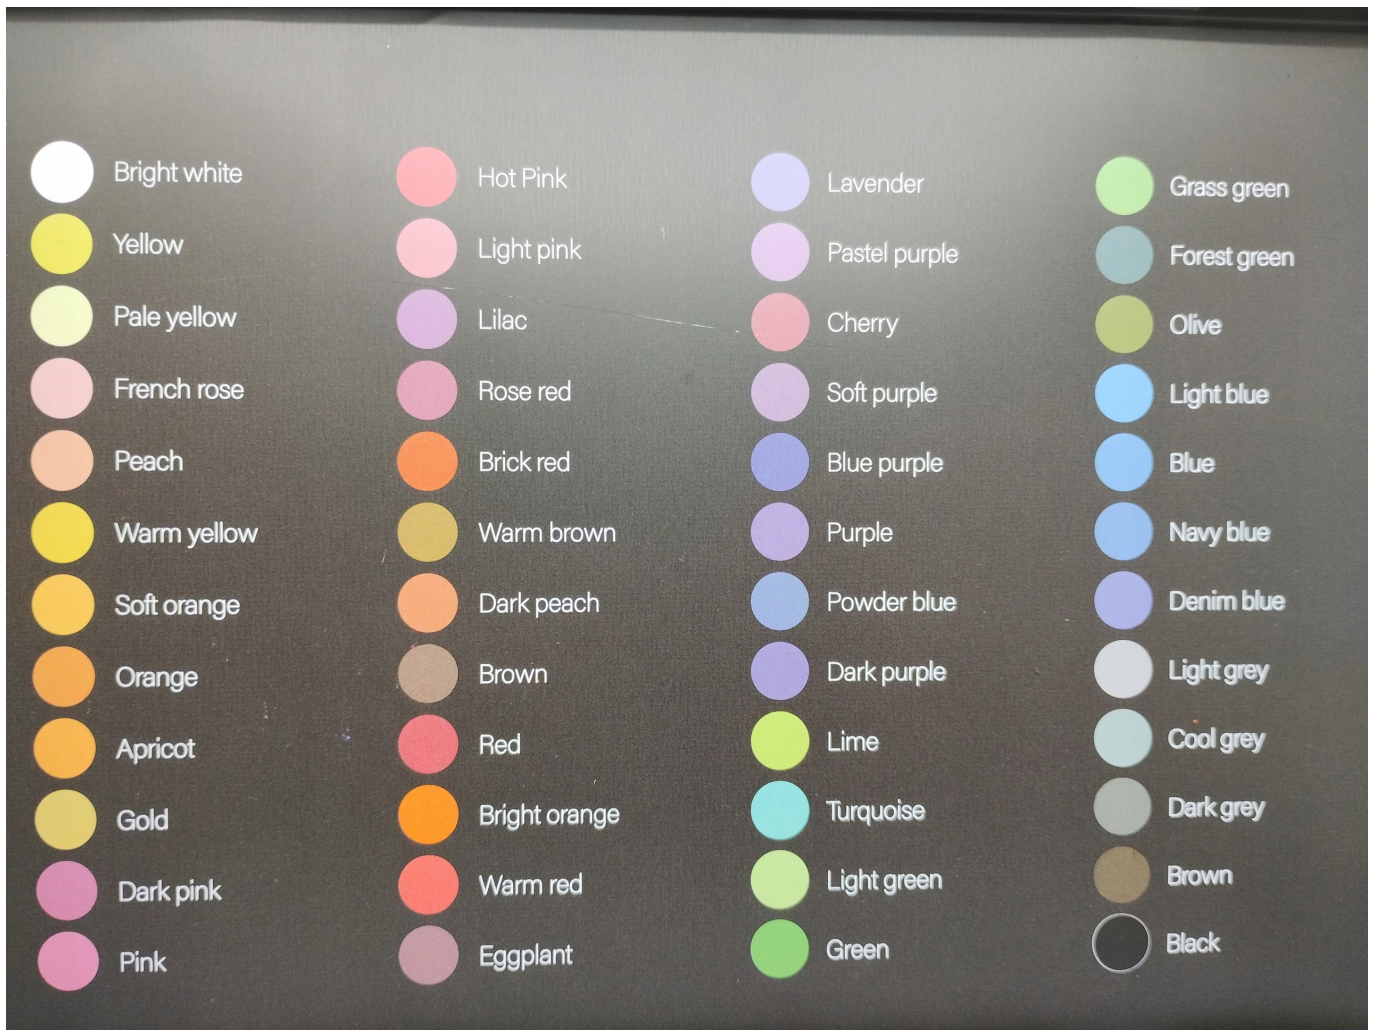 Bright white
Yellow
Pale yellow
French rose
Peach
Warm yellow
Soft orange
Orange
Apricot
Gold
Dark pink
Pink
Hot Pink
Light pink
Lilac
Rose red
Brick red
Warm brown
Dark peach
Brown
Red
Bright orange
Warm red
Eggplant
Lavender
Pastel purple
Cherry
Soft purple
Blue purple
Purple
Powder blue
Dark purple
Lime
Turquoise
Light green
Green
Grass green
Forest green
Olive
Light blue
Blue
Navy blue
Denim blue
Light grey
Cool grey
Dark grey
Brown
Black